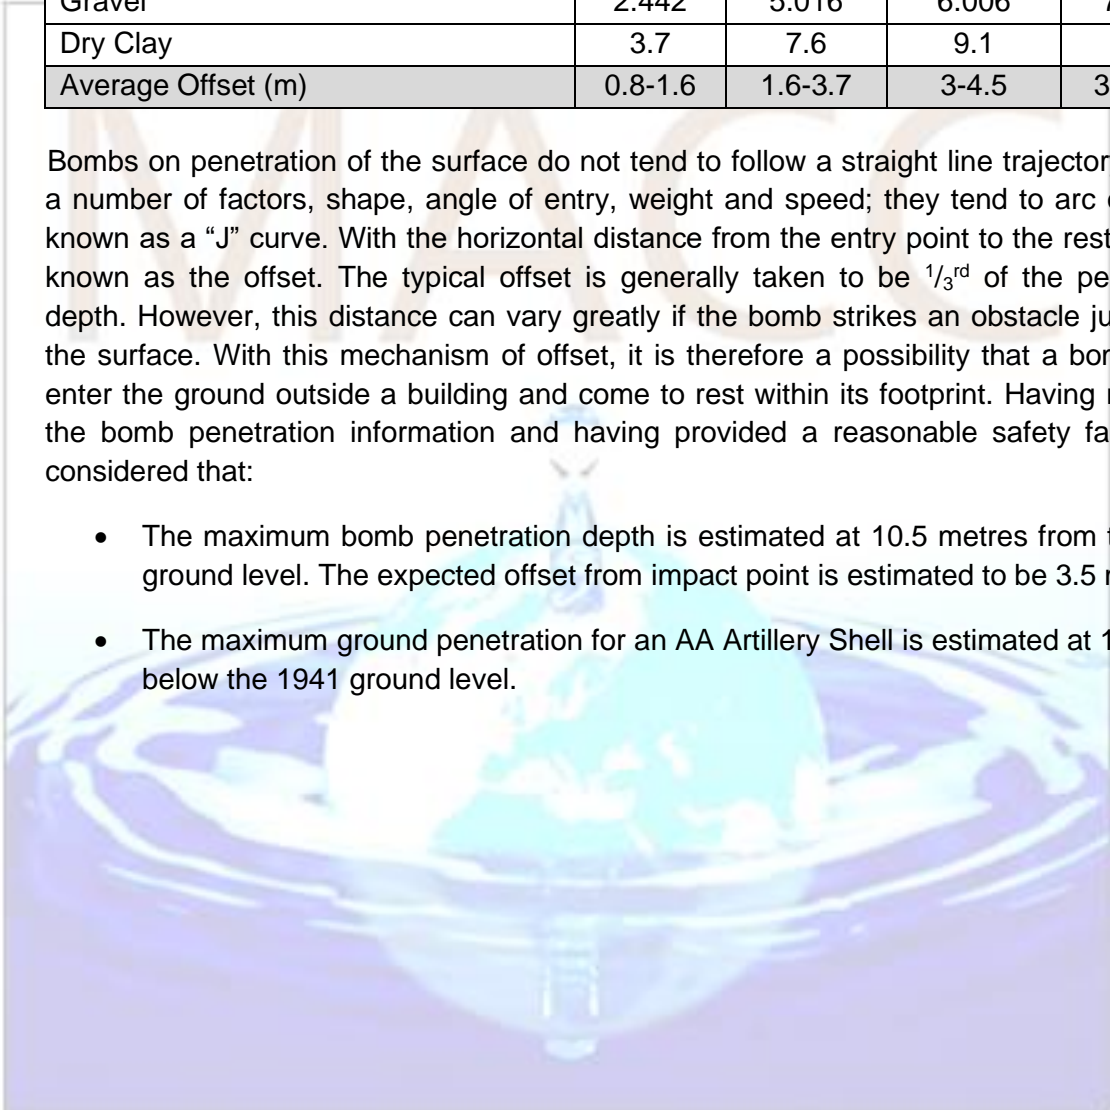 Gravel 2.442 5.016 6.006
Dry Clay 3.7 7.6 9.1
Average Offset (m) 0.8-1.6 1.6-3.7 3-4.5 3
Bombs on penetration of the surface do not tend to follow a straight line trajector
a number of factors, shape, angle of entry, weight and speed; they tend to arc
known as a “J” curve. With the horizontal distance from the entry point to the rest
known as the offset. The typical offset is generally taken to be 1/3rd of the pe
depth. However, this distance can vary greatly if the bomb strikes an obstacle ju
the surface. With this mechanism of offset, it is therefore a possibility that a bo
enter the ground outside a building and come to rest within its footprint. Having
the bomb penetration information and having provided a reasonable safety fa
considered that:
• The maximum bomb penetration depth is estimated at 10.5 metres from
ground level. The expected offset from impact point is estimated to be 3.5
• The maximum ground penetration for an AA Artillery Shell is estimated at 1
below the 1941 ground level.
MACC